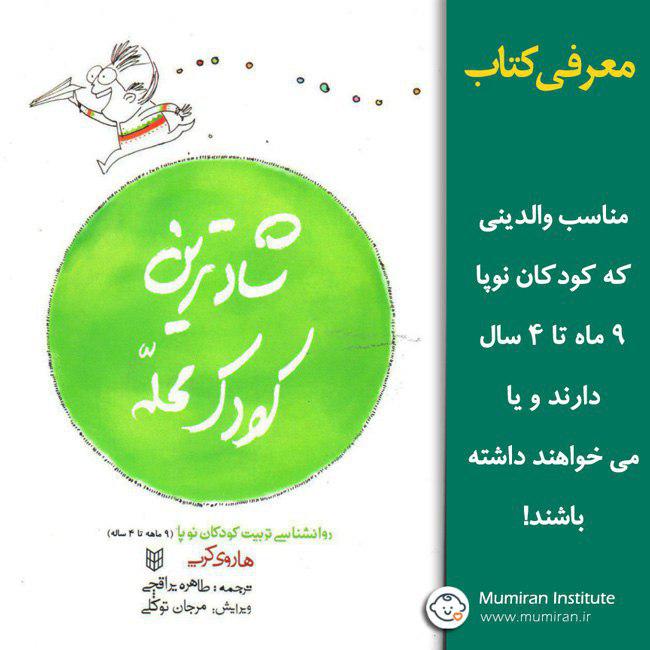 معرفی کتاب
مناسب والدینی
که کودکان نوپا
۹ ماه تا ۴ سال
دارند و یا
می خواهند داشته
باشند!
شادترین
کودک محلّه
روانشناسی تربیت کودکان نوپا (۹ ماهه تا ۴ ساله)
هاروی کرپ
ترجمه: طاهره یراقچی
ویرایش: مرجان توکلی
Mumiran Institute
www.mumiran.ir